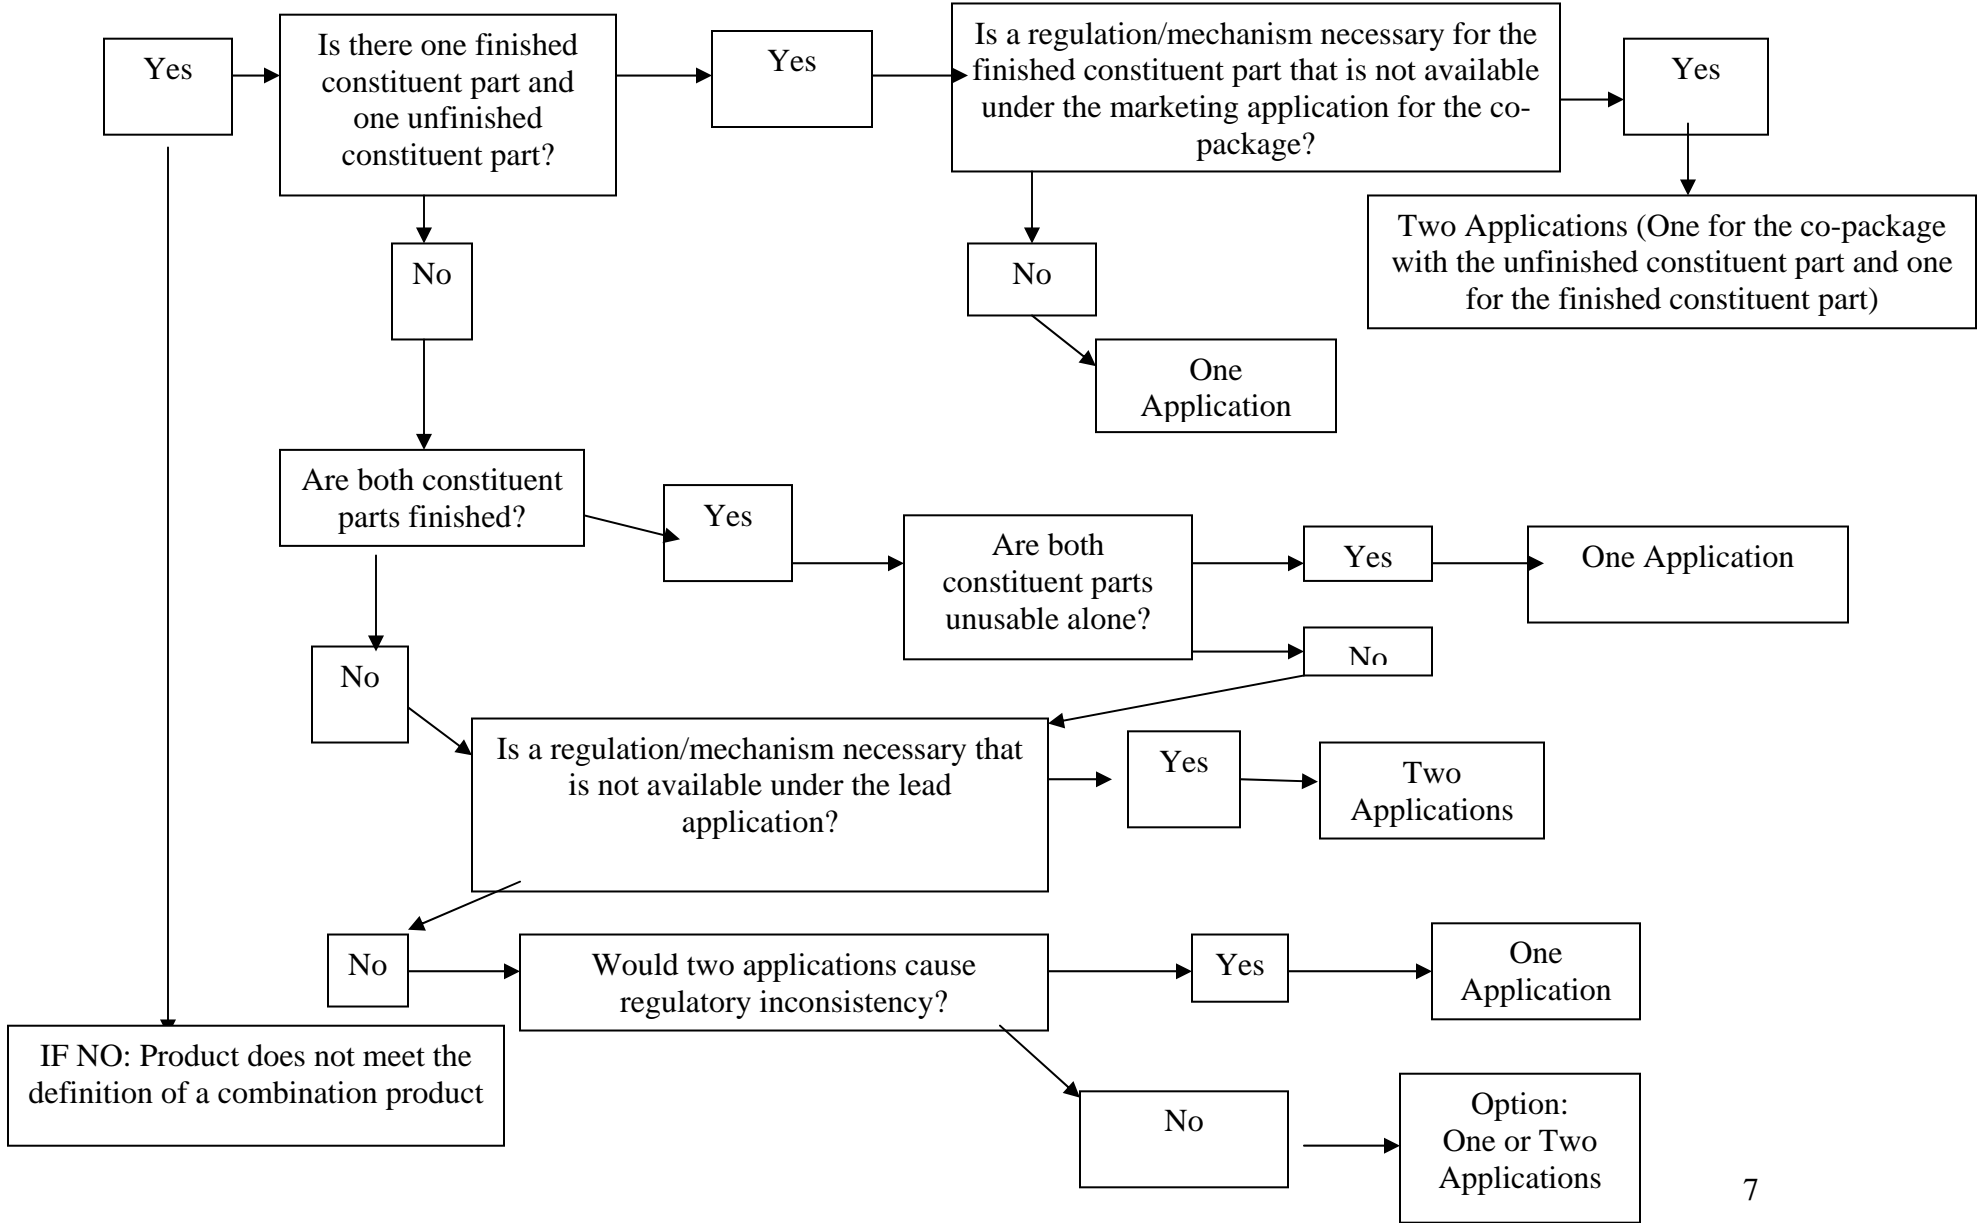 Yes
Is there one finished
constituent part and
one unfinished
constituent part?
Yes
Is a regulation/mechanism necessary for the
finished constituent part that is not available
under the marketing application for the co-
package?
Yes
Two Applications (One for the co-package
with the unfinished constituent part and one
for the finished constituent part)
No
No
One
Application
Are both constituent
parts finished?
Yes
Are both
constituent parts
unusable alone?
Yes
One Application
No
No
Is a regulation/mechanism necessary that
is not available under the lead
application?
Yes
Two
Applications
No
Would two applications cause
regulatory inconsistency?
Yes
One
Application
IF NO: Product does not meet the
definition of a combination product
No
Option:
One or Two
Applications
7